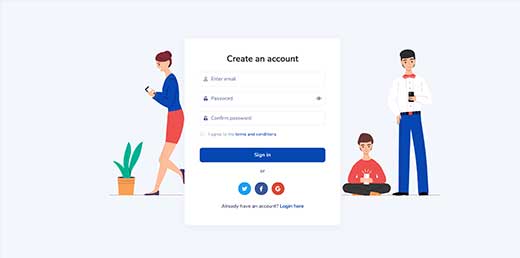 Create an account
Enter email
Password
Confirm password
I agree to the terms and conditions
Sign in
or
Already have an account? Login here